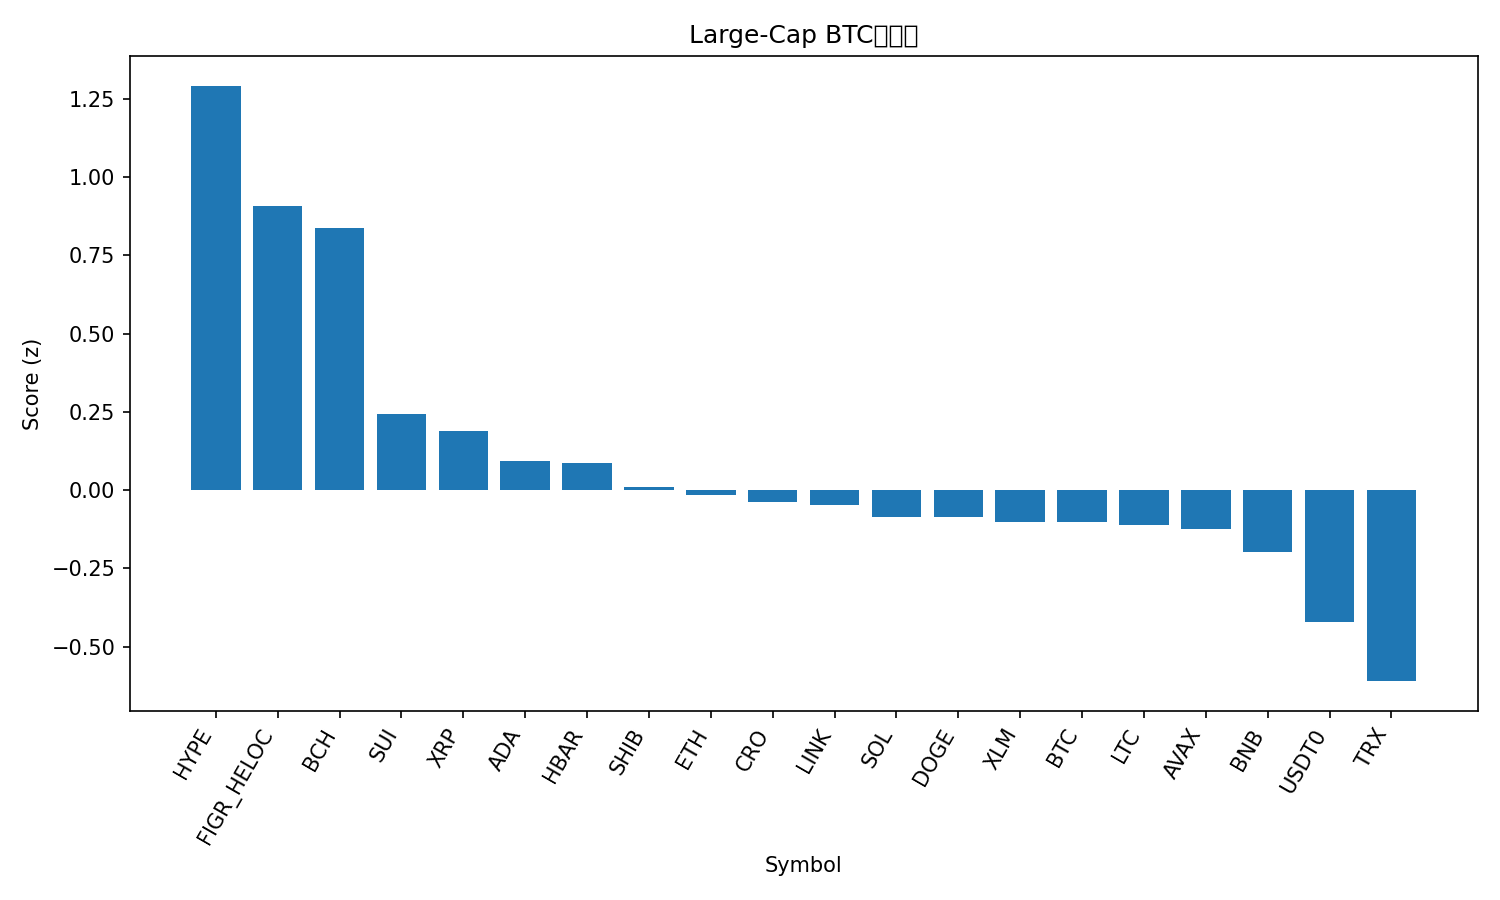 Large-Cap BTC
1.25
1.00
0.75
0.50
0.25
0.00
−0.25
−0.50
Score (z)
HYPE
FIGR_HELOC
BCH
SUI
XRP
ADA
HBAR
SHIB
ETH
CRO
LINK
SOL
DOGE
XLM
BTC
LTC
AVAX
BNB
USDT0
TRX
Symbol